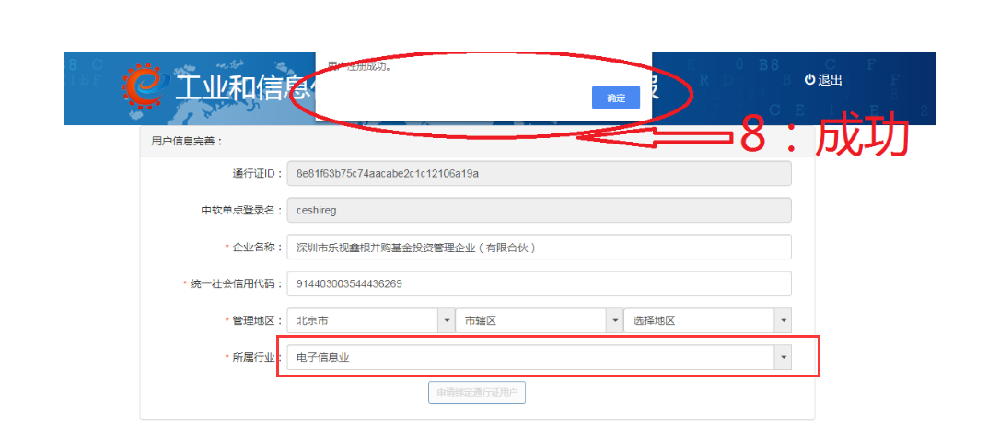 用户注册成功。
工业和信息
确定
退出
8：成功
用户信息完善：
通行证ID：
8e81f63b75c74aacabe2c1c12106a19a
中软单点登录名：
ceshireg
* 企业名称：
深圳市乐视鑫根并购基金投资管理企业（有限合伙）
* 统一社会信用代码：
914403003544436269
* 管理地区：
北京市 市辖区 选择地区
* 所属行业：
电子信息业
申请绑定通行证用户